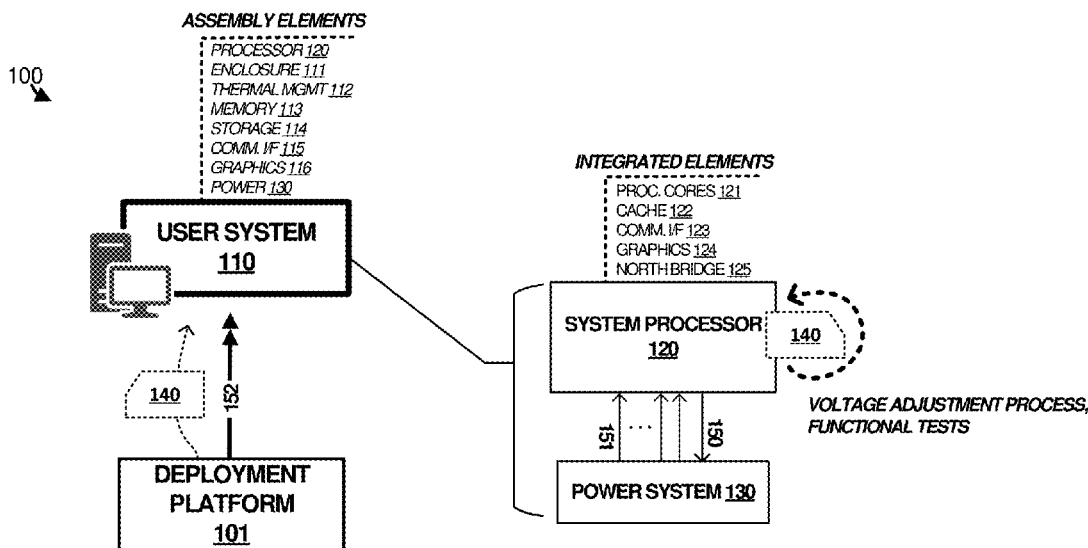 ASSEMBLY ELEMENTS
PROCESSOR 120
ENCLOSURE 111
THERMAL MGMT 112
MEMORY 113
STORAGE 114
COMM. I/F 115
GRAPHICS 116
POWER 130
100
USER SYSTEM
110
140
152
DEPLOYMENT
PLATFORM
101
INTEGRATED ELEMENTS
PROC. CORES 121
CACHE 122
COMM. I/F 123
GRAPHICS 124
NORTH BRIDGE 125
SYSTEM PROCESSOR
120
140
VOLTAGE ADJUSTMENT PROCESS,
FUNCTIONAL TESTS
151
...
150
POWER SYSTEM 130